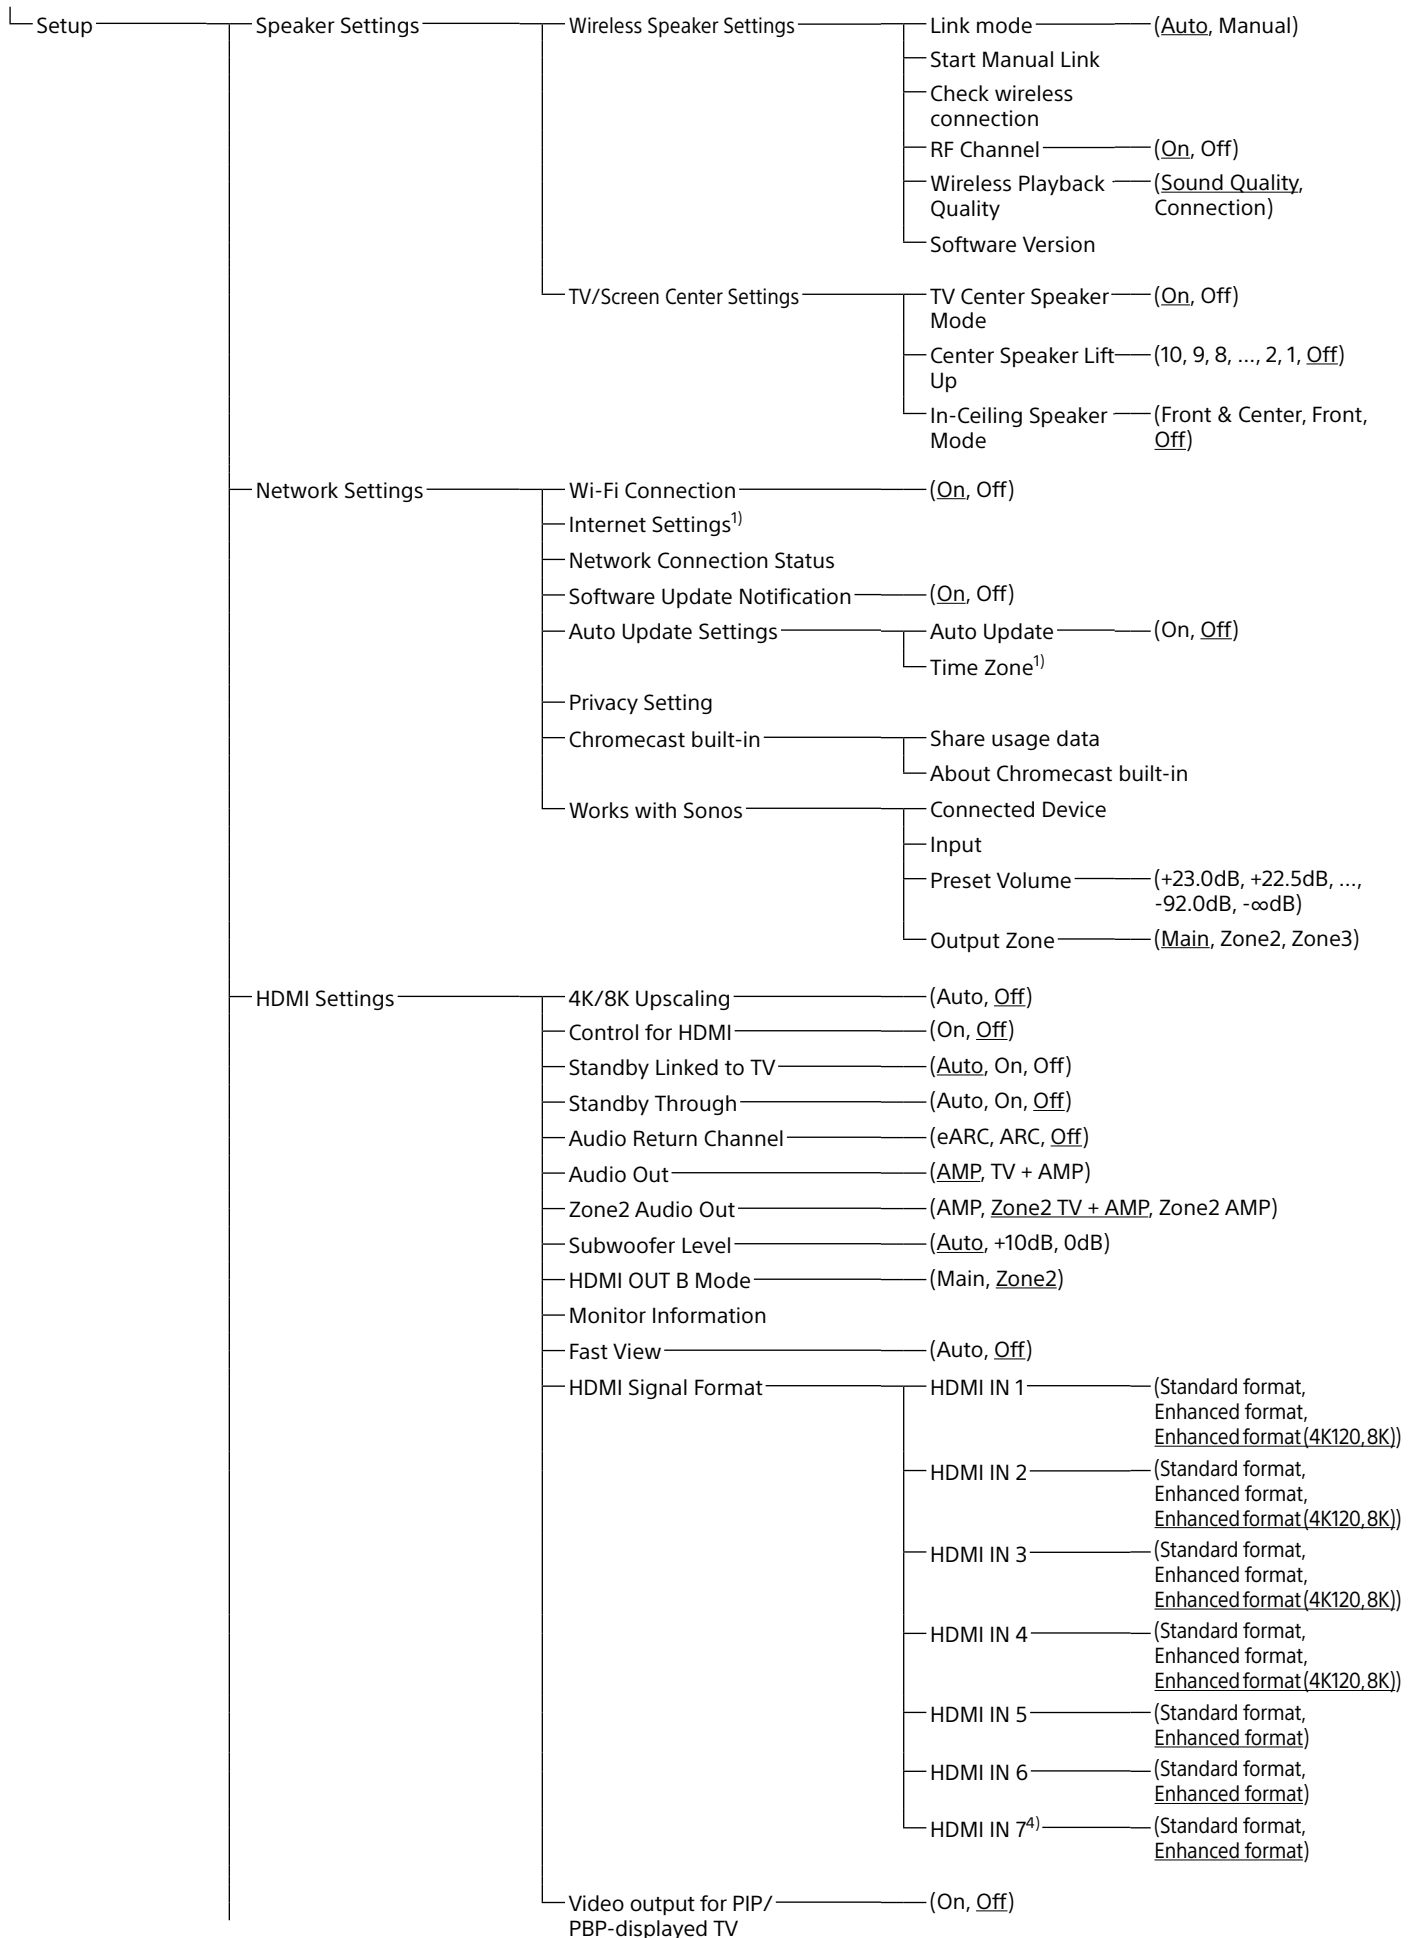 Setup
Speaker Settings
Wireless Speaker Settings
Link mode
(Auto, Manual)
Start Manual Link
Check wireless
connection
RF Channel
(On, Off)
Wireless Playback
Quality
(Sound Quality,
Connection)
Software Version
TV/Screen Center Settings
TV Center Speaker
Mode
(On, Off)
Center Speaker Lift
Up
(10, 9, 8, ..., 2, 1, Off)
In-Ceiling Speaker
Mode
(Front & Center, Front,
Off)
Network Settings
Wi-Fi Connection
(On, Off)
Internet Settings1)
Network Connection Status
Software Update Notification
(On, Off)
Auto Update Settings
Auto Update
(On, Off)
Time Zone1)
Privacy Setting
Chromecast built-in
Share usage data
About Chromecast built-in
Works with Sonos
Connected Device
Input
Preset Volume
(+23.0dB, +22.5dB, ...,
-92.0dB, -∞dB)
Output Zone
(Main, Zone2, Zone3)
HDMI Settings
4K/8K Upscaling
(Auto, Off)
Control for HDMI
(On, Off)
Standby Linked to TV
(Auto, On, Off)
Standby Through
(Auto, On, Off)
Audio Return Channel
(eARC, ARC, Off)
Audio Out
(AMP, TV + AMP)
Zone2 Audio Out
(AMP, Zone2 TV + AMP, Zone2 AMP)
Subwoofer Level
(Auto, +10dB, 0dB)
HDMI OUT B Mode
(Main, Zone2)
Monitor Information
Fast View
(Auto, Off)
HDMI Signal Format
HDMI IN 1
(Standard format,
Enhanced format,
Enhanced format (4K120,8K))
HDMI IN 2
(Standard format,
Enhanced format,
Enhanced format (4K120,8K))
HDMI IN 3
(Standard format,
Enhanced format,
Enhanced format (4K120,8K))
HDMI IN 4
(Standard format,
Enhanced format,
Enhanced format (4K120,8K))
HDMI IN 5
(Standard format,
Enhanced format)
HDMI IN 6
(Standard format,
Enhanced format)
HDMI IN 74)
(Standard format,
Enhanced format)
Video output for PIP/
PBP-displayed TV
(On, Off)